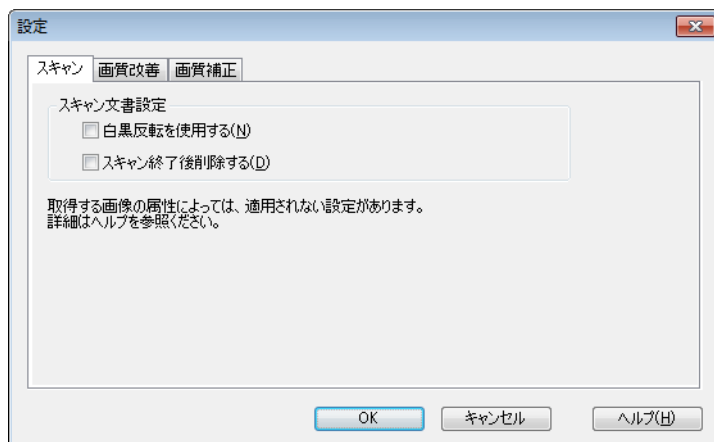 設定
スキャン 画質改善 画質補正
スキャン文書設定
白黒反転を使用する(N)
スキャン終了後削除する(D)
取得する画像の属性によっては、適用されない設定があります。
詳細はヘルプを参照ください。
OK キャンセル ヘルプ(H)